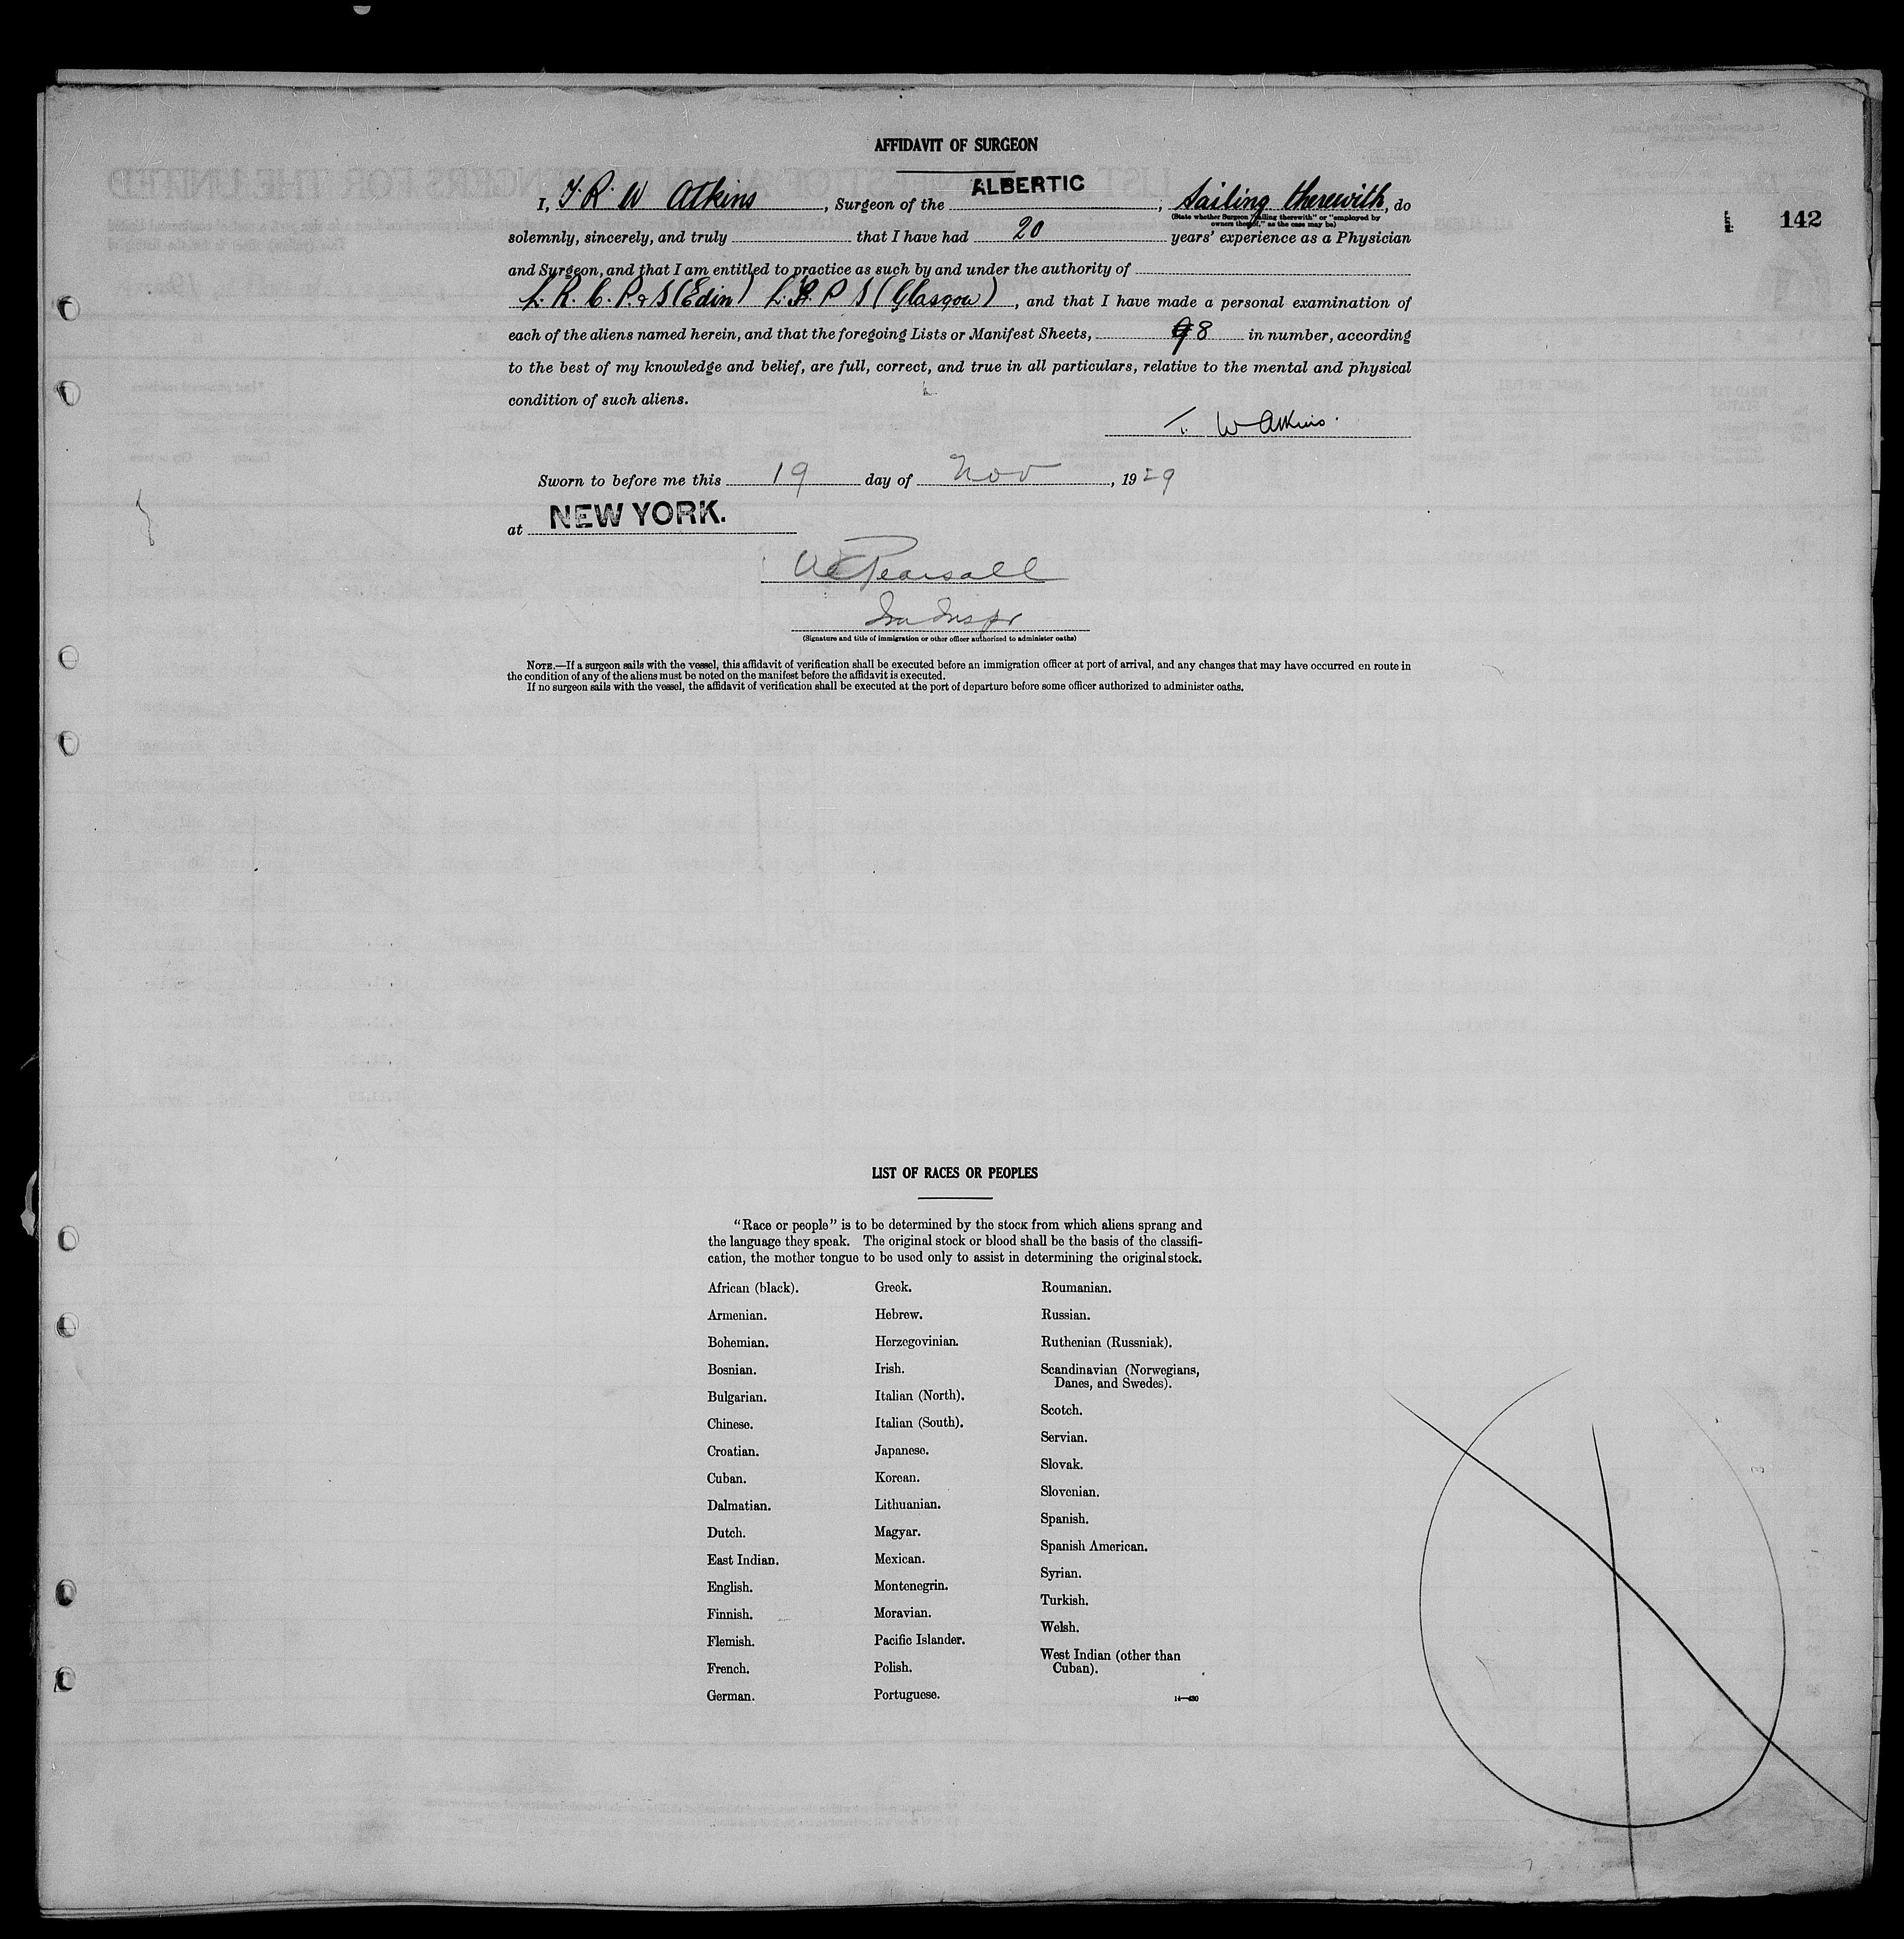 142
AFFIDAVIT OF SURGEON
I, T. R. W Atkins, Surgeon of the ALBERTIC, Sailing therewith, do
(State whether Surgeon "sailing therewith" or "employed by
owners thereof," as the case may be)
solemnly, sincerely, and truly that I have had 20 years' experience as a Physician
and Surgeon, and that I am entitled to practice as such by and under the authority of
L. R. C. P & S (Edin) L. P S (Glasgow), and that I have made a personal examination of
each of the aliens named herein, and that the foregoing Lists or Manifest Sheets, 8 in number, according
to the best of my knowledge and belief, are full, correct, and true in all particulars, relative to the mental and physical
condition of such aliens.
T. W Atkins.
Sworn to before me this 19 day of Nov, 1929
at NEW YORK.
Pearsall
Im Inspr
(Signature and title of immigration or other officer authorized to administer oaths)
NOTE.—If a surgeon sails with the vessel, this affidavit of verification shall be executed before an immigration officer at port of arrival, and any changes that may have occurred en route in
the condition of any of the aliens must be noted on the manifest before the affidavit is executed.
If no surgeon sails with the vessel, the affidavit of verification shall be executed at the port of departure before some officer authorized to administer oaths.
LIST OF RACES OR PEOPLES
"Race or people" is to be determined by the stock from which aliens sprang and
the language they speak. The original stock or blood shall be the basis of the classifi-
cation, the mother tongue to be used only to assist in determining the original stock.
African (black).
Armenian.
Bohemian.
Bosnian.
Bulgarian.
Chinese.
Croatian.
Cuban.
Dalmatian.
Dutch.
East Indian.
English.
Finnish.
Flemish.
French.
German.
Greek.
Hebrew.
Herzegovinian.
Irish.
Italian (North).
Italian (South).
Japanese.
Korean.
Lithuanian.
Magyar.
Mexican.
Montenegrin.
Moravian.
Pacific Islander.
Polish.
Portuguese.
Roumanian.
Russian.
Ruthenian (Russniak).
Scandinavian (Norwegians,
Danes, and Swedes).
Scotch.
Servian.
Slovak.
Slovenian.
Spanish.
Spanish American.
Syrian.
Turkish.
Welsh.
West Indian (other than
Cuban).